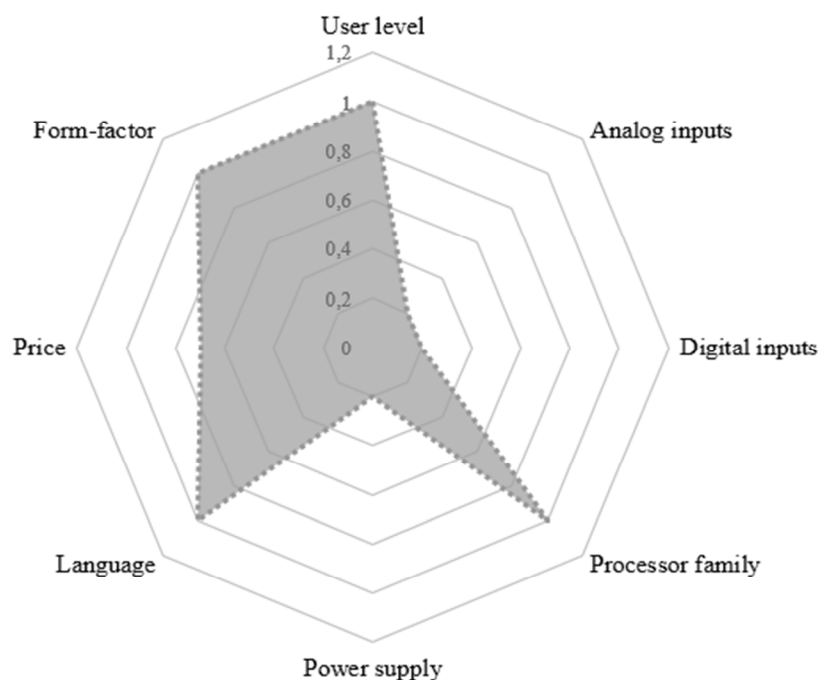 User level
1,2
1
Form-factor
Analog inputs
0,8
0,6
0,4
0,2
Price
0
Digital inputs
Language
Processor family
Power supply